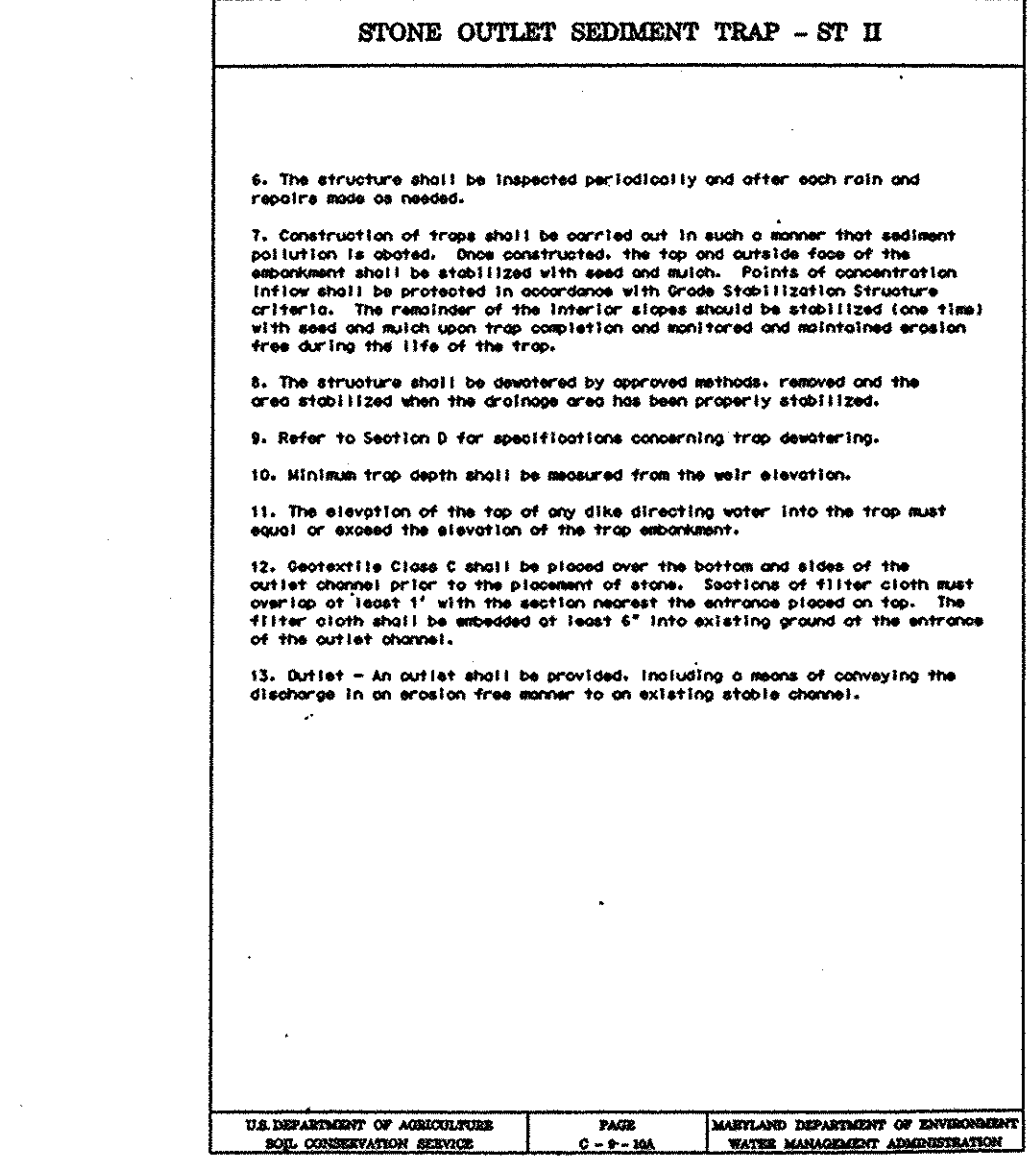 STONE OUTLET SEDIMENT TRAP - ST II
6. The structure shall be inspected periodically and after each rain and
repairs made as needed.
7. Construction of traps shall be carried out in such a manner that sediment
pollution is abated. Once constructed, the top and outside face of the
embankment shall be stabilized with seed and mulch. Points of concentration
inflow shall be protected in accordance with Grade Stabilization Structure
criteria. The remainder of the interior slopes should be stabilized (one time)
with seed and mulch upon trap completion and monitored and maintained erosion
free during the life of the trap.
8. The structure shall be dewatered by approved methods, removed and the
area stabilized when the drainage area has been properly stabilized.
9. Refer to Section D for specifications concerning trap dewatering.
10. Minimum trap depth shall be measured from the weir elevation.
11. The elevation of the top of any dike directing water into the trap must
equal or exceed the elevation of the trap embankment.
12. Geotextile Class C shall be placed over the bottom and sides of the
outlet channel prior to the placement of stone. Sections of filter cloth must
overlap at least 1' with the section nearest the entrance placed on top. The
filter cloth shall be embedded at least 6" into existing ground at the entrance
of the outlet channel.
13. Outlet - An outlet shall be provided, including a means of conveying the
discharge in an erosion free manner to an existing stable channel.
U.S. DEPARTMENT OF AGRICULTURE
SOIL CONSERVATION SERVICE
PAGE
C - 9 - 10A
MARYLAND DEPARTMENT OF ENVIRONMENT
WATER MANAGEMENT ADMINISTRATION